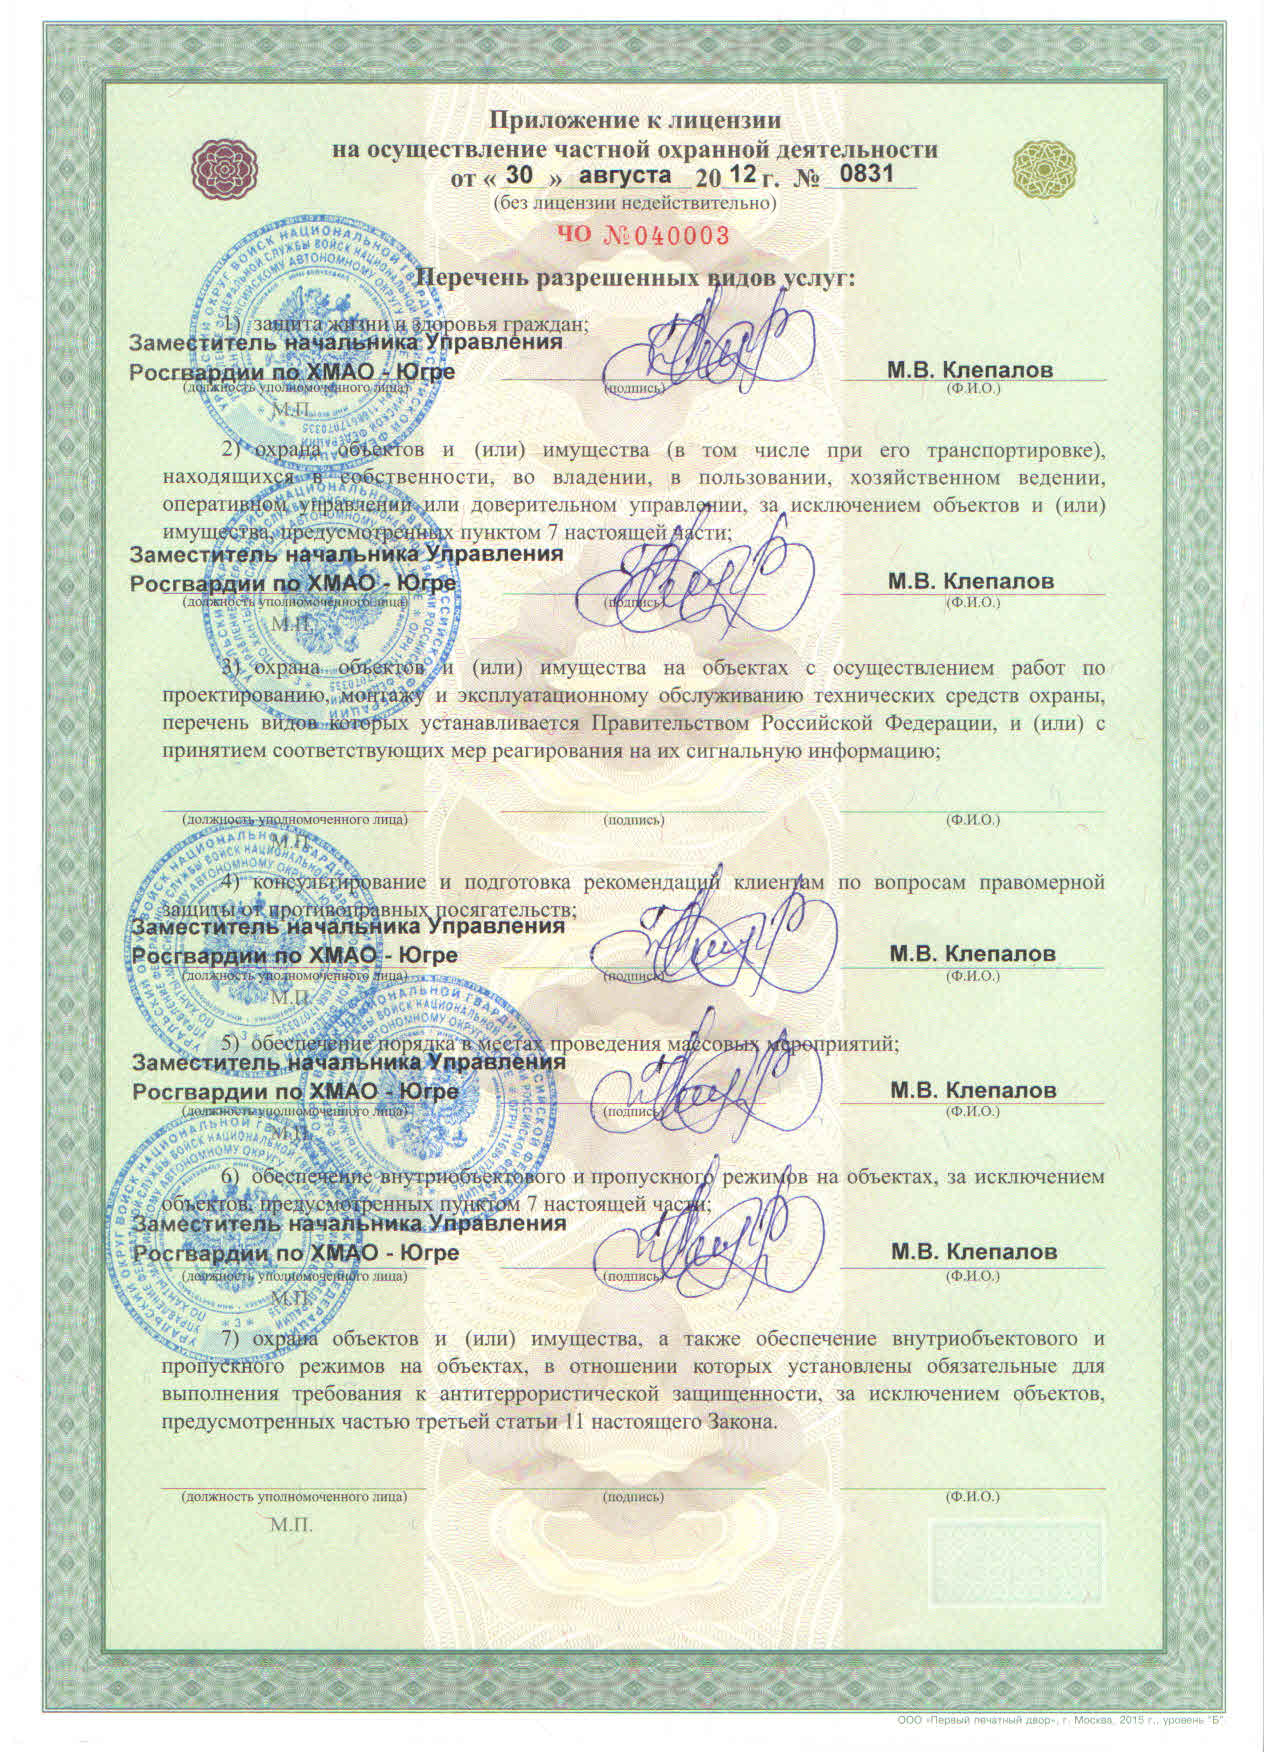 Приложение к лицензии
на осуществление частной охранной деятельности
от « 30 » августа 20 12 г. № 0831
(без лицензии недействительно)
ЧО №040003
Перечень разрешенных видов услуг:
1) защита жизни и здоровья граждан;
Заместитель начальника Управления
Росгвардии по ХМАО - Югре М.В. Клепалов
(должность уполномоченного лица) (подпись) (Ф.И.О.)
М.П.
2) охрана объектов и (или) имущества (в том числе при его транспортировке),
находящихся в собственности, во владении, в пользовании, хозяйственном ведении,
оперативном управлении или доверительном управлении, за исключением объектов и (или)
имущества, предусмотренных пунктом 7 настоящей части;
Заместитель начальника Управления
Росгвардии по ХМАО - Югре М.В. Клепалов
(должность уполномоченного лица) (подпись) (Ф.И.О.)
М.П.
3) охрана объектов и (или) имущества на объектах с осуществлением работ по
проектированию, монтажу и эксплуатационному обслуживанию технических средств охраны,
перечень видов которых устанавливается Правительством Российской Федерации, и (или) с
принятием соответствующих мер реагирования на их сигнальную информацию;
(должность уполномоченного лица) (подпись) (Ф.И.О.)
М.П.
4) консультирование и подготовка рекомендаций клиентам по вопросам правомерной
защиты от противоправных посягательств;
Заместитель начальника Управления
Росгвардии по ХМАО - Югре М.В. Клепалов
(должность уполномоченного лица) (подпись) (Ф.И.О.)
М.П.
5) обеспечение порядка в местах проведения массовых мероприятий;
Заместитель начальника Управления
Росгвардии по ХМАО - Югре М.В. Клепалов
(должность уполномоченного лица) (подпись) (Ф.И.О.)
М.П.
6) обеспечение внутриобъектового и пропускного режимов на объектах, за исключением
объектов, предусмотренных пунктом 7 настоящей части;
Заместитель начальника Управления
Росгвардии по ХМАО - Югре М.В. Клепалов
(должность уполномоченного лица) (подпись) (Ф.И.О.)
М.П.
7) охрана объектов и (или) имущества, а также обеспечение внутриобъектового и
пропускного режимов на объектах, в отношении которых установлены обязательные для
выполнения требования к антитеррористической защищенности, за исключением объектов,
предусмотренных частью третьей статьи 11 настоящего Закона.
(должность уполномоченного лица) (подпись) (Ф.И.О.)
М.П.
ООО «Первый печатный двор», г. Москва, 2015 г., уровень "Б"